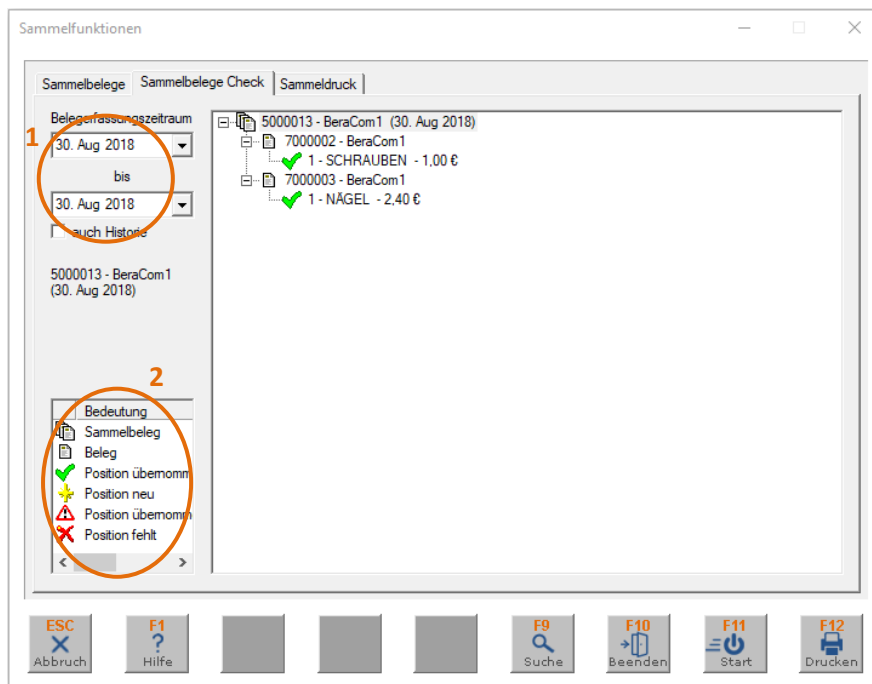 Sammelfunktionen
Sammelbelege
Sammelbelege Check
Sammeldruck
Belegerfassungszeitraum
1
30. Aug 2018
bis
30. Aug 2018
auch Historie
5000013 - BeraCom1
(30. Aug 2018)
5000013 - BeraCom1 (30. Aug 2018)
7000002 - BeraCom1
1 - SCHRAUBEN - 1,00 €
7000003 - BeraCom1
1 - NÄGEL - 2,40 €
2
Bedeutung
Sammelbeleg
Beleg
Position übernomm
Position neu
Position übernomm
Position fehlt
ESC
Abbruch
F1
?
Hilfe
F9
Suche
F10
Beenden
F11
Start
F12
Drucken